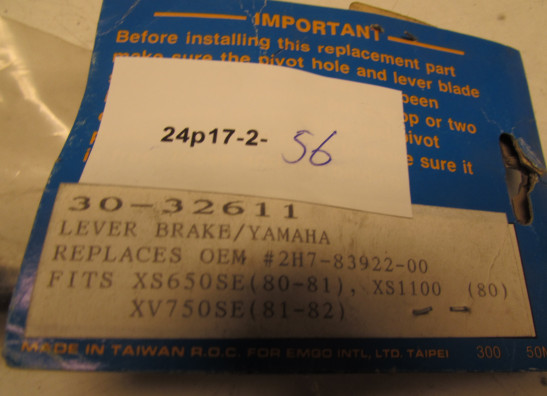 IMPORTANT
Before installing this replacement part
make sure the pivot hole and lever blade
been
op or two
pivot
e sure it
24p17-2- 56
30-32611
LEVER BRAKE/YAMAHA
REPLACES OEM #2H7-83922-00
FITS XS650SE(80-81), XS1100 (80)
XV750SE(81-82)
MADE IN TAIWAN R.O.C. FOR EMGO INTL, LTD. TAIPEI 300 50M